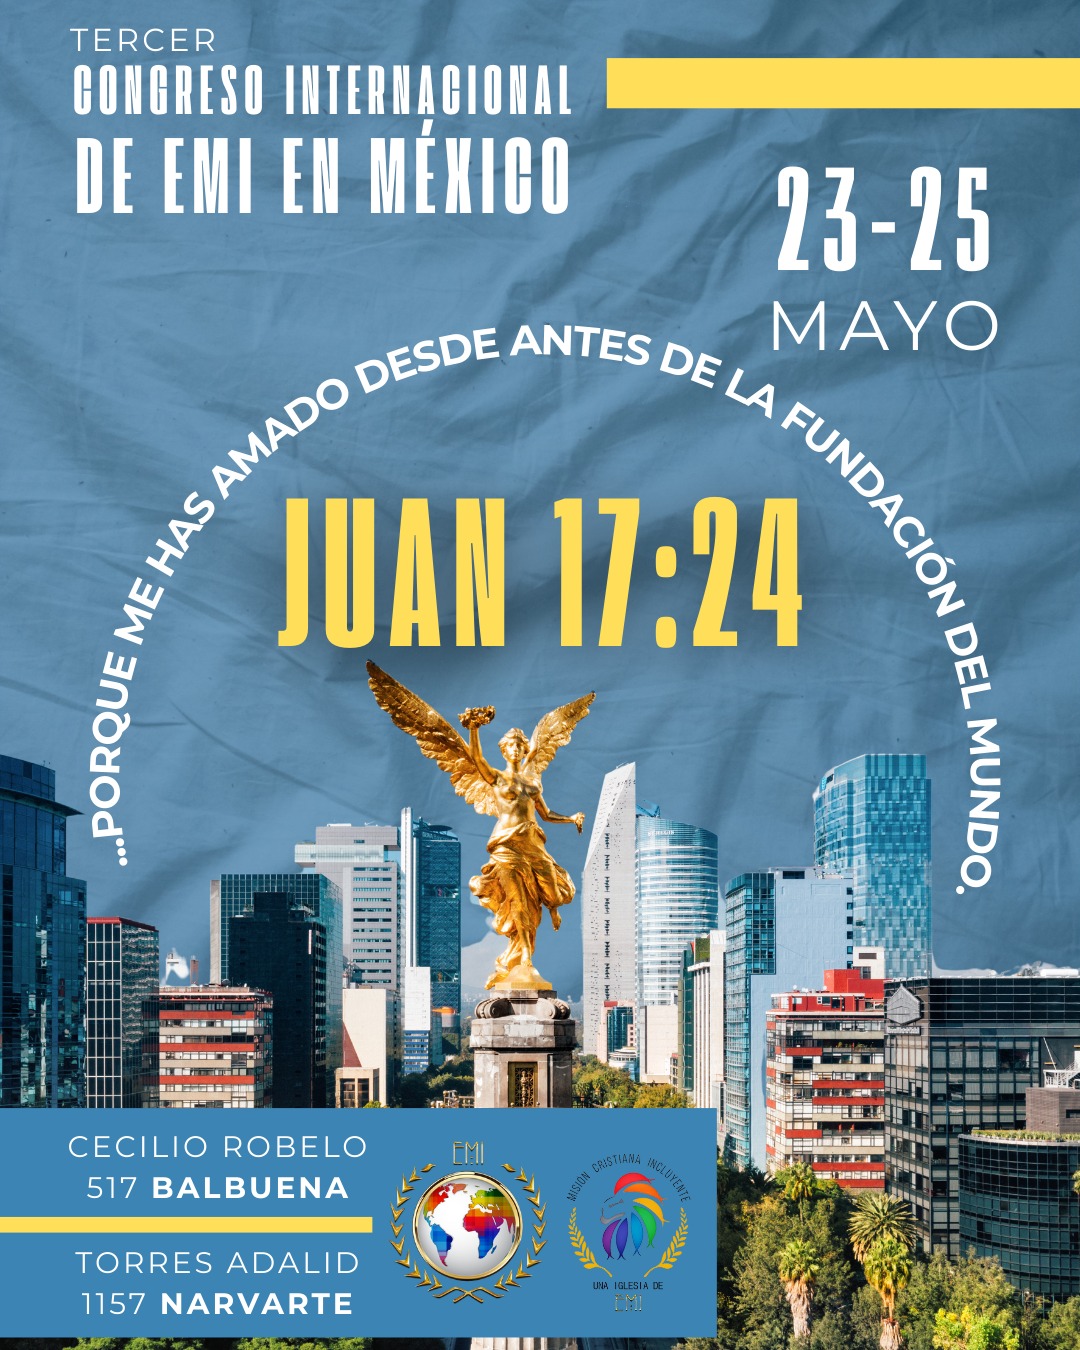 TERCER
CONGRESO INTERNACIONAL
DE EMI EN MÉXICO
23-25
MAYO
...PORQUE ME HAS AMADO DESDE ANTES DE LA FUNDACIÓN DEL MUNDO.
JUAN 17:24
CECILIO ROBELO
517 BALBUENA
TORRES ADALID
1157 NARVARTE
EMI
MISIÓN CRISTIANA INCLUYENTE
UNA IGLESIA DE
EMI